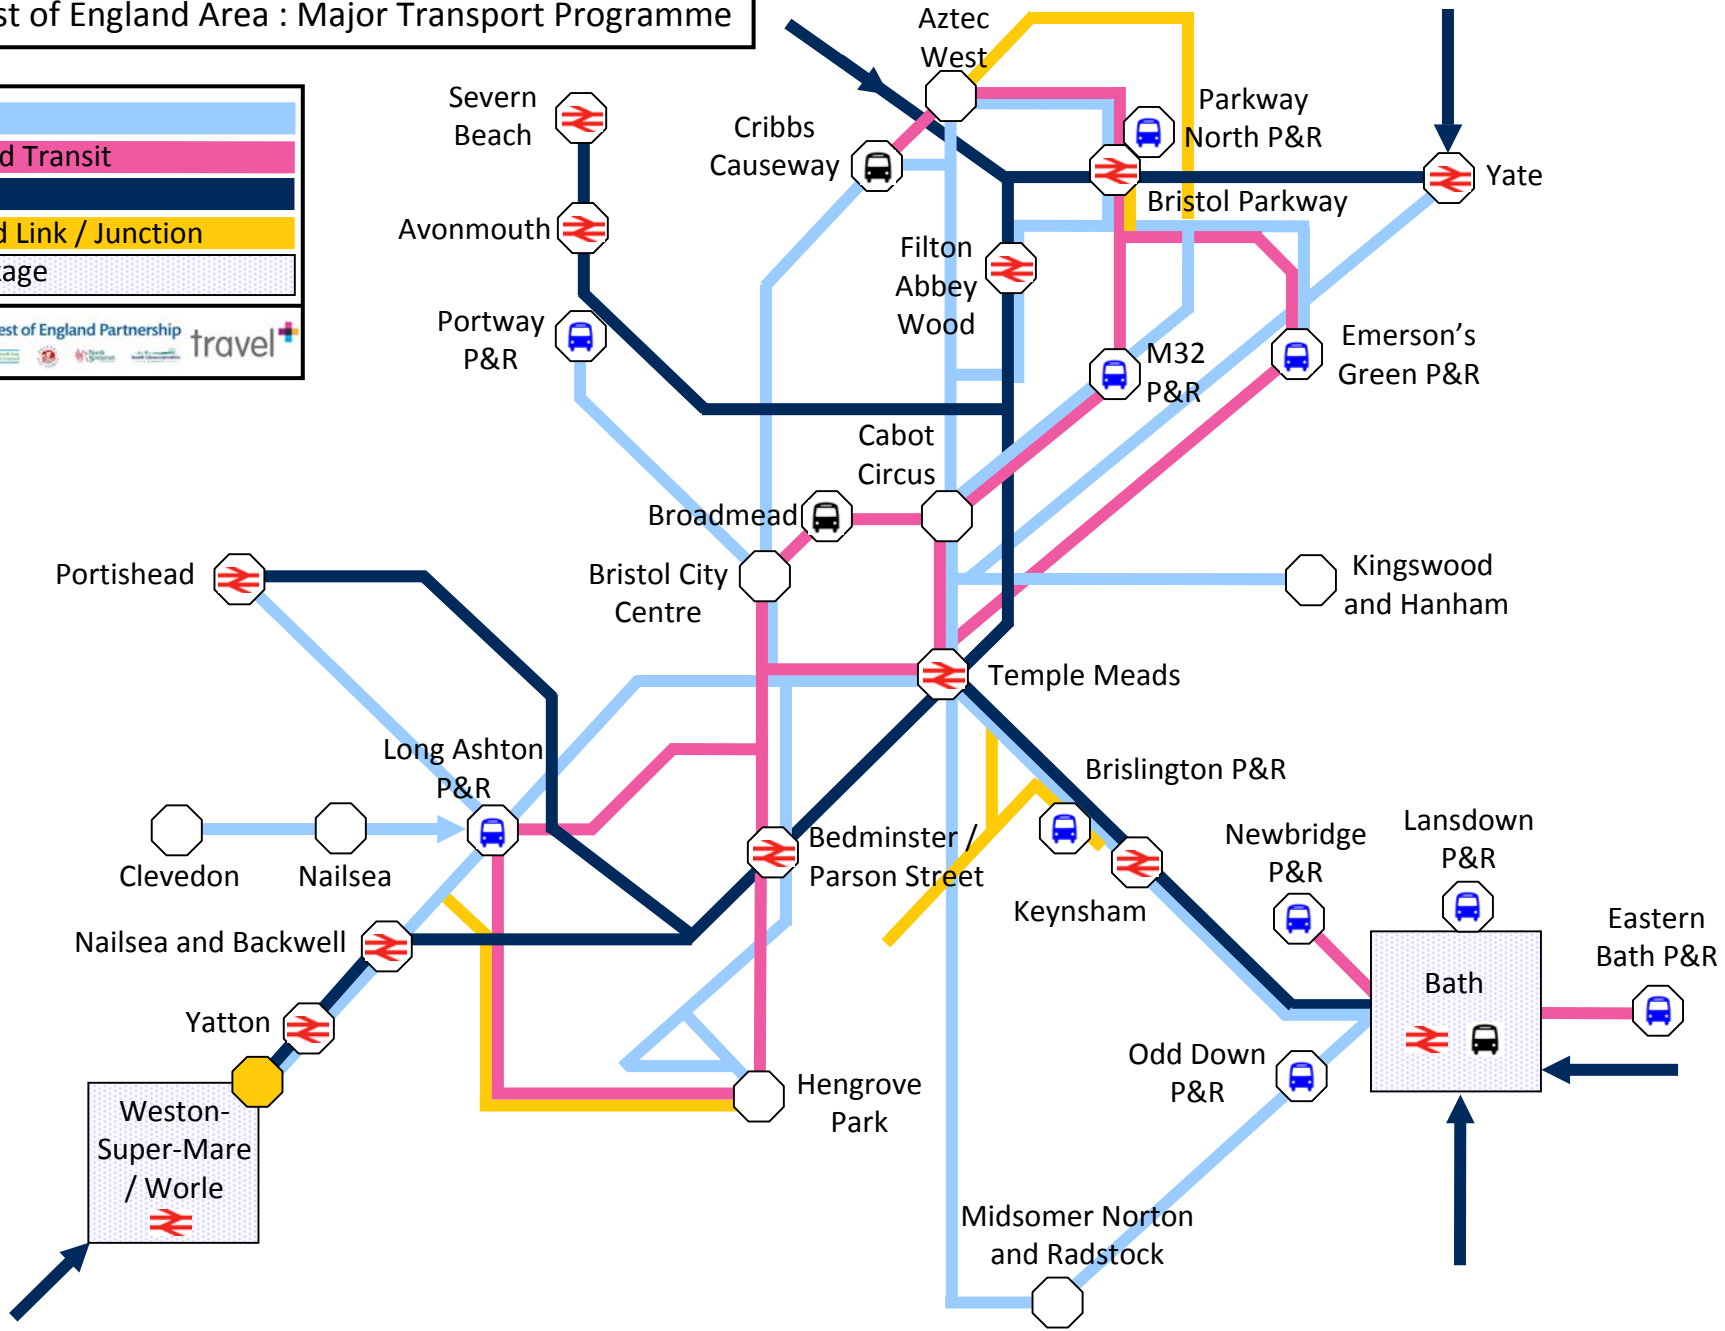 st of England Area : Major Transport Programme
d Transit
d Link / Junction
age
est of England Partnership
travel
Aztec
West
Severn
Beach
Cribbs
Causeway
Parkway
North P&R
Yate
Bristol Parkway
Avonmouth
Filton
Abbey
Wood
Portway
P&R
M32
P&R
Emerson's
Green P&R
Cabot
Circus
Broadmead
Portishead
Bristol City
Centre
Kingswood
and Hanham
Temple Meads
Long Ashton
P&R
Brislington P&R
Clevedon
Nailsea
Bedminster /
Parson Street
Keynsham
Newbridge
P&R
Lansdown
P&R
Eastern
Bath P&R
Nailsea and Backwell
Bath
Yatton
Odd Down
P&R
Hengrove
Park
Weston-
Super-Mare
/ Worle
Midsomer Norton
and Radstock